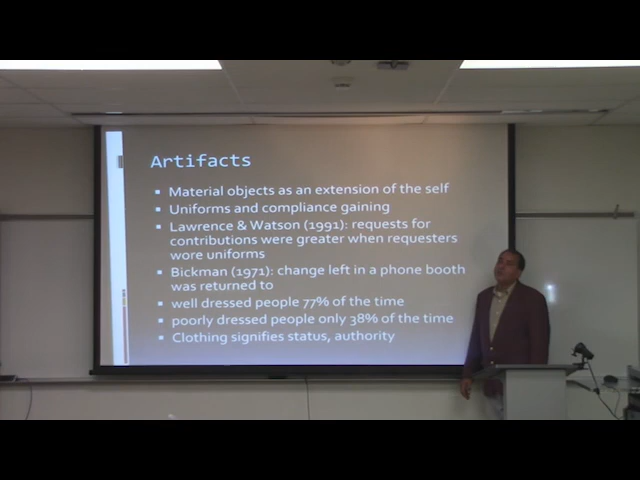 Artifacts
▪ Material objects as an extension of the self
▪ Uniforms and compliance gaining
▪ Lawrence & Watson (1991): requests for
contributions were greater when requesters
wore uniforms
▪ Bickman (1971): change left in a phone booth
was returned to
▪ well dressed people 77% of the time
▪ poorly dressed people only 38% of the time
▪ Clothing signifies status, authority